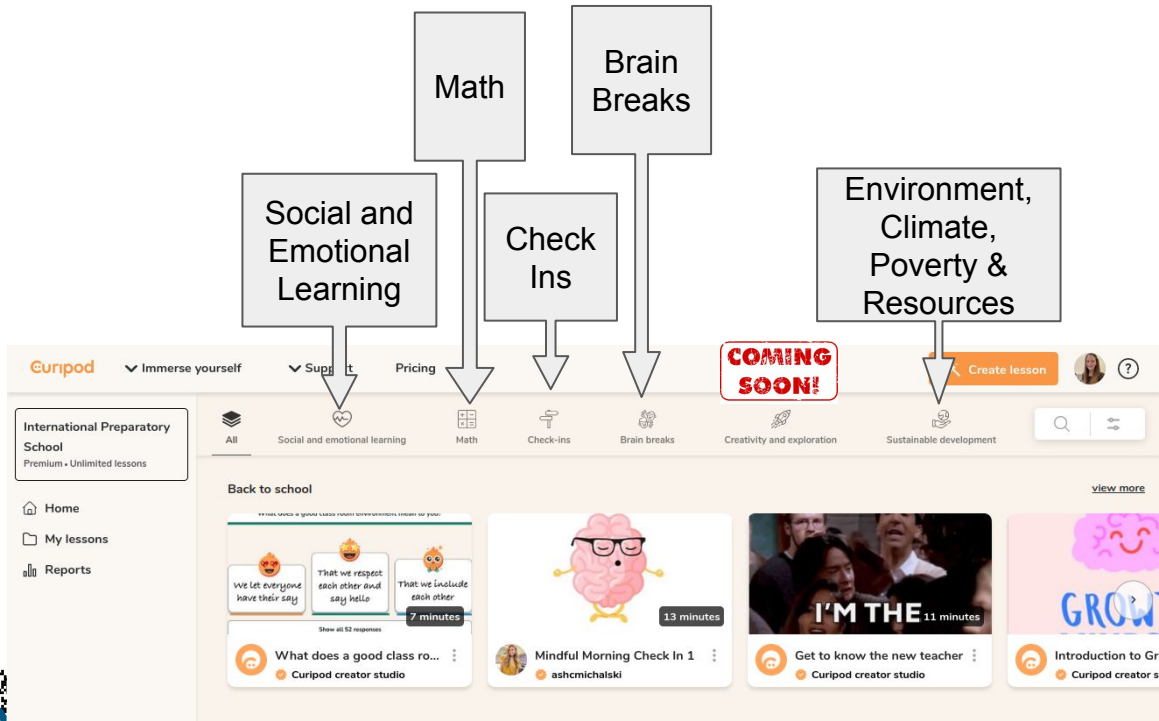 Math
Brain
Breaks
Social and
Emotional
Learning
Check
Ins
Environment,
Climate,
Poverty &
Resources
Curipod
Immerse yourself
Support
Pricing
COMING
SOON!
Create lesson
?
International Preparatory
School
Premium • Unlimited lessons
Home
My lessons
Reports
All
Social and emotional learning
Math
Check-ins
Brain breaks
Creativity and exploration
Sustainable development
Back to school
view more
What does a good class room environment mean to you?
We let everyone
have their say
That we respect
each other and
say hello
That we include
each other
Show all 52 responses
7 minutes
What does a good class ro...
Curipod creator studio
13 minutes
Mindful Morning Check In 1
ashcmichalski
I'M THE
11 minutes
Get to know the new teacher
Curipod creator studio
Introduction to Gr
Curipod creator s